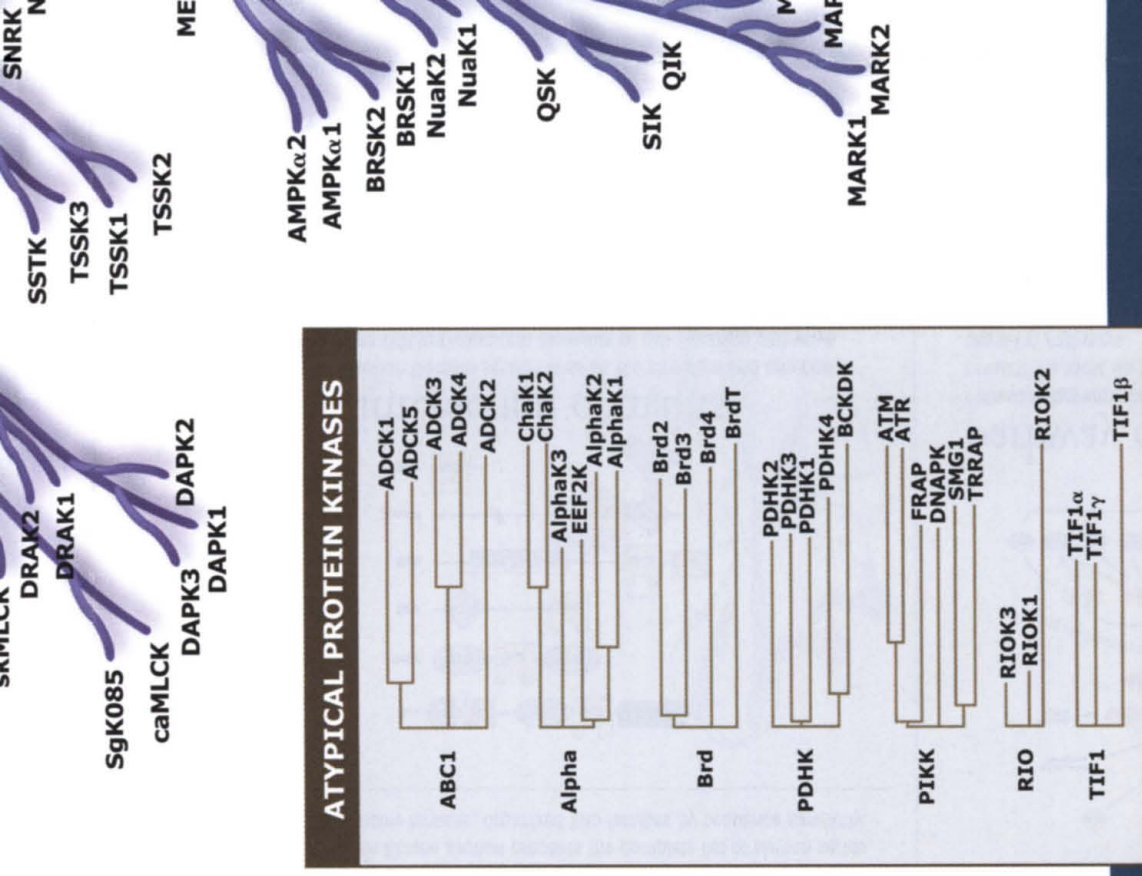 SNRK
SSTK
TSSK3
TSSK1
TSSK2
AMPKα2
AMPKα1
BRSK2
BRSK1
NuaK2
NuaK1
QSK
SIK
QIK
MARK1
MARK2
DRAK2
DRAK1
DAPK2
DAPK3
DAPK1
SgK085
caMLCK
ATYPICAL PROTEIN KINASES
ABC1
ADCK1
ADCK5
ADCK3
ADCK4
ADCK2
Alpha
ChaK1
ChaK2
AlphaK3
EEF2K
AlphaK2
AlphaK1
Brd
Brd2
Brd3
Brd4
BrdT
PDHK
PDHK2
PDHK3
PDHK1
PDHK4
BCKDK
PIKK
ATM
ATR
FRAP
DNAPK
SMG1
TRRAP
RIO
RIOK3
RIOK1
RIOK2
TIF1
TIF1α
TIF1γ
TIF1β